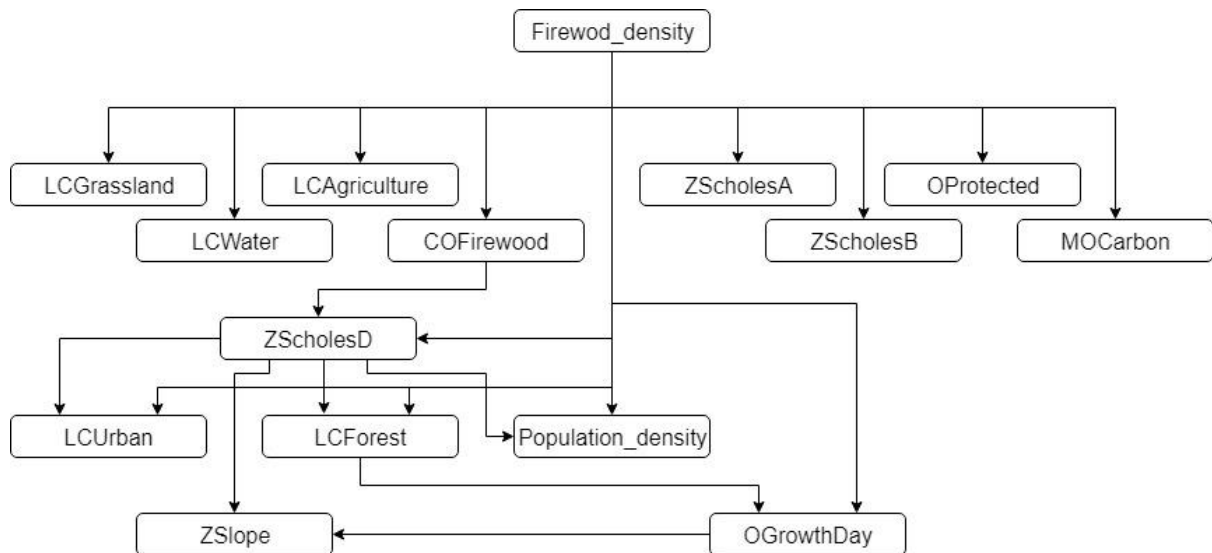 Firewod_density
LCGrassland
LCAgriculture
ZScholesA
OProtected
LCWater
COFirewood
ZScholesB
MOCarbon
ZScholesD
LCUrban
LCForest
Population_density
ZSlope
OGrowthDay